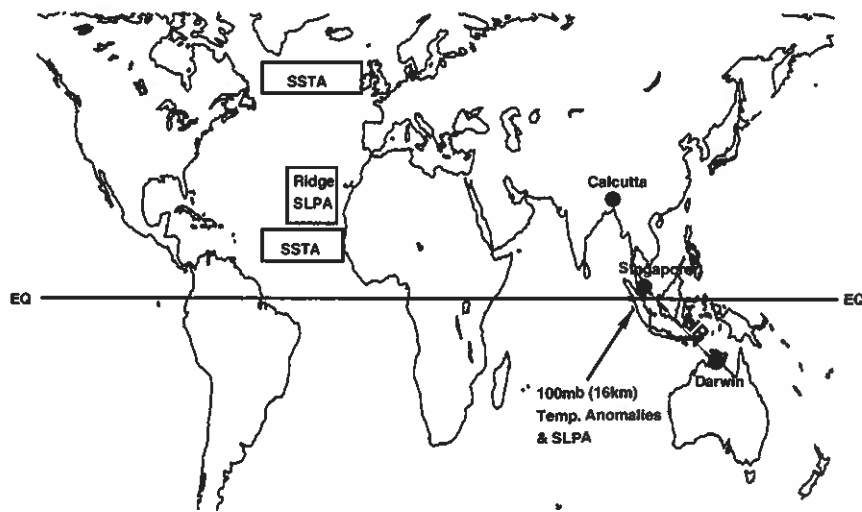 SSTA
Ridge
SLPA
Calcutta
SSTA
Singapore
EQ
EQ
100mb (16km)
Temp. Anomalies
& SLPA
Darwin